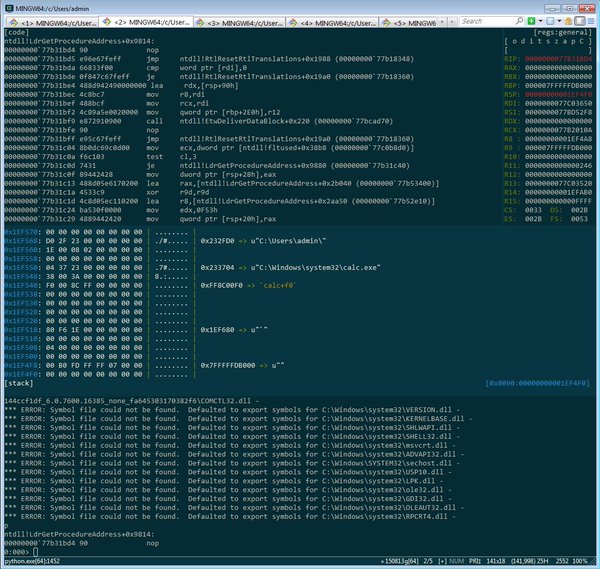 MINGW64:/c/Users/admin
<1> MINGW64:/c/User... <2> MINGW64:/c/User... <3> MINGW64:/c/User... <4> MINGW64:/c/User... <5> MINGW6 Search
[code] [regs:general]
ntdll!LdrGetProcedureAddress+0x9814: [ o d i t s z a p C ]
00000000`77b31bd4 90 nop
00000000`77b31bd5 e96e67feff jmp ntdll!RtlResetRtlTranslations+0x1988 (00000000`77b18348) RIP: 0000000077B31BD4
00000000`77b31bda 66833f00 cmp word ptr [rdi],0 RAX: 0000000000000000
00000000`77b31bde 0f847c67feff je ntdll!RtlResetRtlTranslations+0x19a0 (00000000`77b18360) RBX: 0000000000000000
00000000`77b31be4 488d942490000000 lea rdx,[rsp+90h] RBP: 000007FFFFFDB000
00000000`77b31bec 4c8bc7 mov r8,rdi RSP: 00000000001EF4F0
00000000`77b31bef 488bcf mov rcx,rdi RDI: 0000000077C03650
00000000`77b31bf2 4c89a5e0020000 mov qword ptr [rbp+2E0h],r12 RSI: 0000000077BD52F8
00000000`77b31bf9 e872910900 call ntdll!EtwDeliverDataBlock+0x220 (00000000`77bcad70) RDX: 0000000000000000
00000000`77b31bfe 90 nop RCX: 0000000077B2010A
00000000`77b31bff e95c67feff jmp ntdll!RtlResetRtlTranslations+0x19a0 (00000000`77b18360) R8 : 00000000001EF4E8
00000000`77b31c04 8b0dc69c0d00 mov ecx,dword ptr [ntdll!fltused+0x38b8 (00000000`77c0b8d0)] R9 : 000007FFFFFDB000
00000000`77b31c0a f6c103 test cl,3 R10: 0000000000000000
00000000`77b31c0d 7431 je ntdll!LdrGetProcedureAddress+0x9880 (00000000`77b31c40) R11: 0000000000000246
00000000`77b31c0f 89442428 mov dword ptr [rsp+28h],eax R12: 0000000000000000
00000000`77b31c13 488d05e6170200 lea rax,[ntdll!LdrGetProcedureAddress+0x2b040 (00000000`77b53400)] R13: 0000000077C03520
00000000`77b31c1a 4533c9 xor r9d,r9d R14: 00000000001EFAB0
00000000`77b31c1d 4c8d05ec110200 lea r8,[ntdll!LdrGetProcedureAddress+0x2aa50 (00000000`77b52e10)] R15: 000000000000FFFF
00000000`77b31c24 ba530f0000 mov edx,0F53h CS: 0033 DS: 002B
00000000`77b31c29 4889442420 mov qword ptr [rsp+20h],rax ES: 002B FS: 0053
0x1EF570: 00 00 00 00 00 00 00 00 | ........ |
0x1EF568: D0 2F 23 00 00 00 00 00 | ./#..... | 0x232FD0 => u"C:\Users\admin\"
0x1EF560: 1E 00 08 02 00 00 00 00 | ........ |
0x1EF558: 00 00 00 00 00 00 00 00 | ........ |
0x1EF550: 04 37 23 00 00 00 00 00 | .7#..... | 0x233704 => u"C:\Windows\system32\calc.exe"
0x1EF548: 38 00 3A 00 00 00 00 00 | 8.:..... |
0x1EF540: F0 00 8C FF 00 00 00 00 | ........ | 0xFF8C00F0 => `calc+f0`
0x1EF538: 00 00 00 00 00 00 00 00 | ........ |
0x1EF530: 00 00 00 00 00 00 00 00 | ........ |
0x1EF528: 00 00 00 00 00 00 00 00 | ........ |
0x1EF520: 00 00 00 00 00 00 00 00 | ........ |
0x1EF518: 80 F6 1E 00 00 00 00 00 | ........ | 0x1EF680 => u"`"
0x1EF510: 00 00 00 00 00 00 00 00 | ........ |
0x1EF508: 04 00 00 00 00 00 00 00 | ........ |
0x1EF500: 00 00 00 00 00 00 00 00 | ........ |
0x1EF4F8: 00 B0 FD FF FF 07 00 00 | ........ | 0x7FFFFFDB000 => u""
0x1EF4F0: 00 00 00 00 00 00 00 00 | ........ |
[stack] [0x0090:00000000001EF4F0]
144ccf1df_6.0.7600.16385_none_fa645303170382f6\COMCTL32.dll -
*** ERROR: Symbol file could not be found. Defaulted to export symbols for C:\Windows\system32\VERSION.dll -
*** ERROR: Symbol file could not be found. Defaulted to export symbols for C:\Windows\system32\KERNELBASE.dll -
*** ERROR: Symbol file could not be found. Defaulted to export symbols for C:\Windows\system32\SHLWAPI.dll -
*** ERROR: Symbol file could not be found. Defaulted to export symbols for C:\Windows\system32\SHELL32.dll -
*** ERROR: Symbol file could not be found. Defaulted to export symbols for C:\Windows\system32\msvcrt.dll -
*** ERROR: Symbol file could not be found. Defaulted to export symbols for C:\Windows\system32\ADVAPI32.dll -
*** ERROR: Symbol file could not be found. Defaulted to export symbols for C:\Windows\SYSTEM32\sechost.dll -
*** ERROR: Symbol file could not be found. Defaulted to export symbols for C:\Windows\system32\USP10.dll -
*** ERROR: Symbol file could not be found. Defaulted to export symbols for C:\Windows\system32\LPK.dll -
*** ERROR: Symbol file could not be found. Defaulted to export symbols for C:\Windows\system32\ole32.dll -
*** ERROR: Symbol file could not be found. Defaulted to export symbols for C:\Windows\system32\GDI32.dll -
*** ERROR: Symbol file could not be found. Defaulted to export symbols for C:\Windows\system32\OLEAUT32.dll -
*** ERROR: Symbol file could not be found. Defaulted to export symbols for C:\Windows\system32\RPCRT4.dll -
p
ntdll!LdrGetProcedureAddress+0x9814:
00000000`77b31bd4 90 nop
0:000>
python.exe[64]:1452 « 150813g[64] 2/5 [+] NUM PRI: 141x18 (141,998) 25H 2552 100%